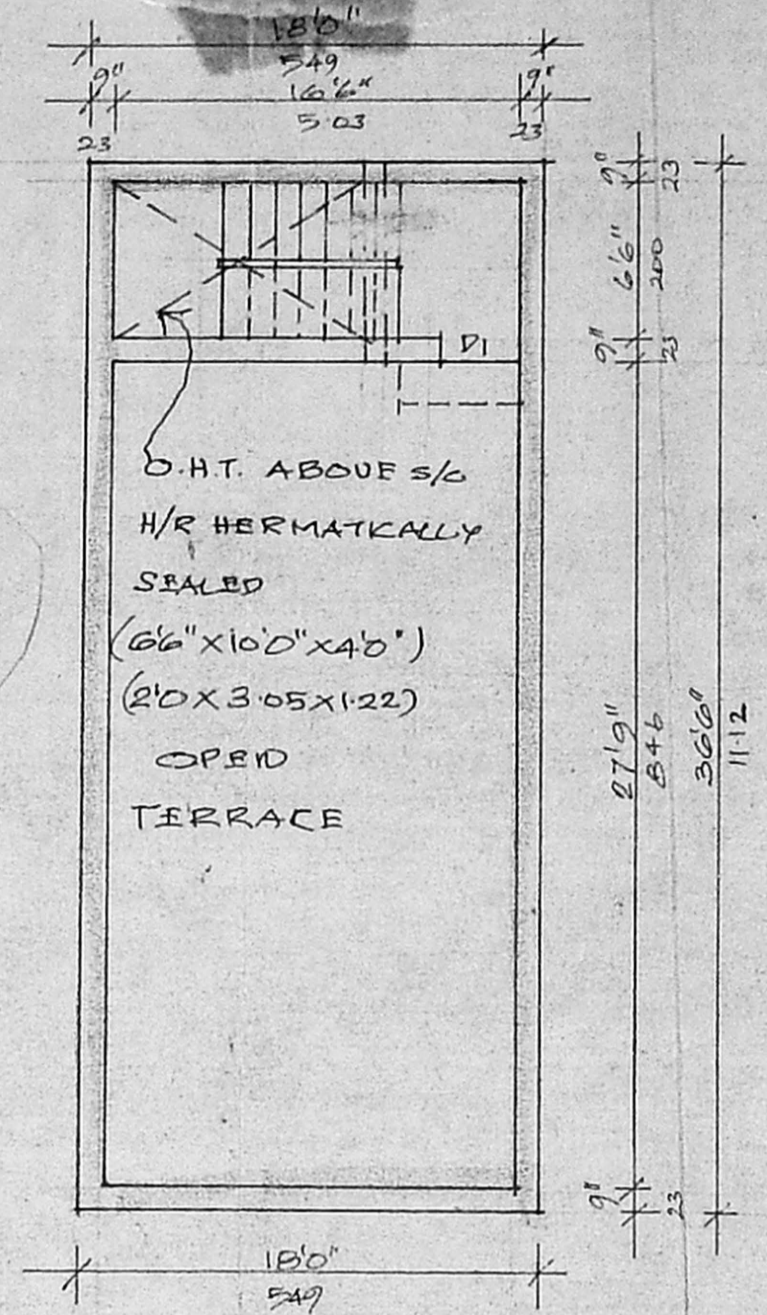 18'0"
549
9" 16'6" 9"
23 5.03 23
9" 23
6'6" 200
9" 23
D1
O.H.T. ABOVE S/C
H/R HERMATICALLY
SEALED
(6'6"X10'0"X4'0")
(2'0X3.05X1.22)
OPEN
TERRACE
27'9" 846
36'6" 11.12
9" 23
18'0"
549